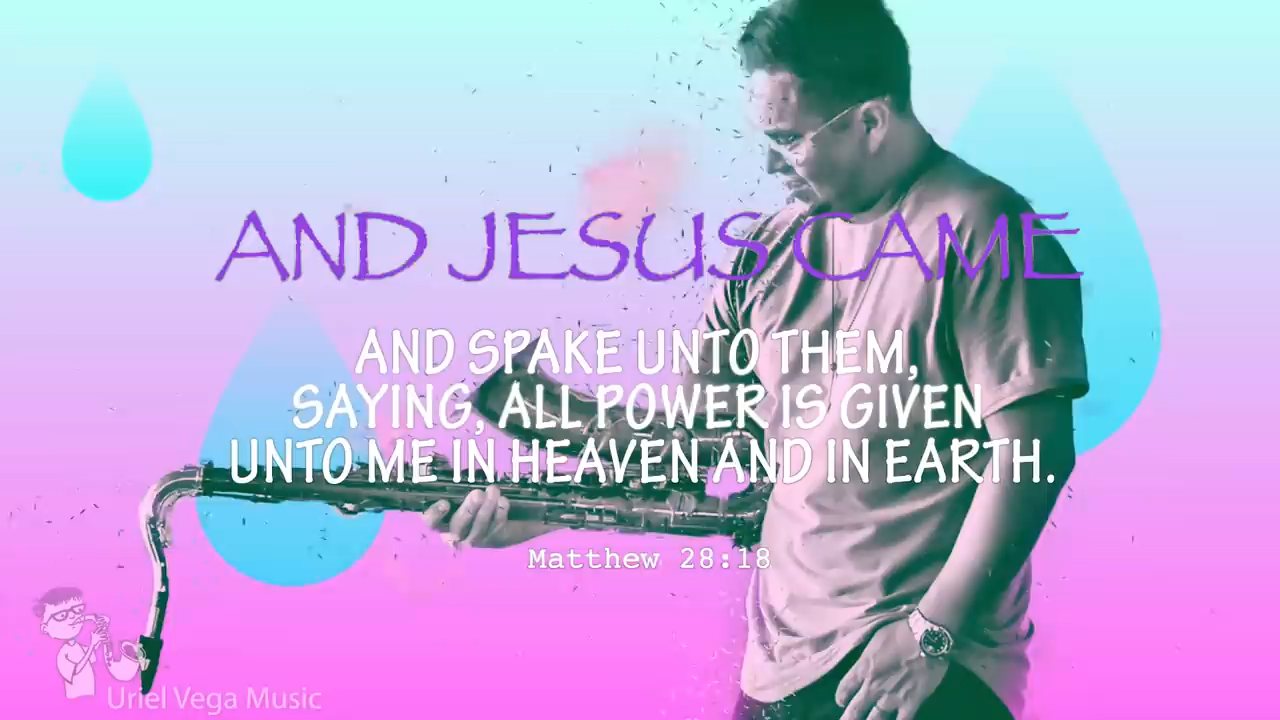 AND JESUS CAME
AND SPAKE UNTO THEM,
SAYING, ALL POWER IS GIVEN
UNTO ME IN HEAVEN AND IN EARTH.
Matthew 28:18
Uriel Vega Music